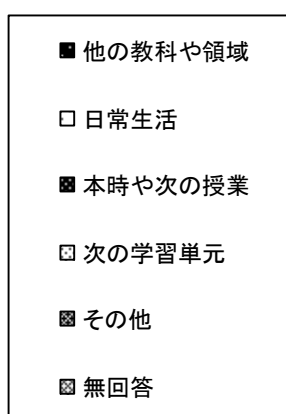 他の教科や領域
日常生活
本時や次の授業
次の学習単元
その他
無回答